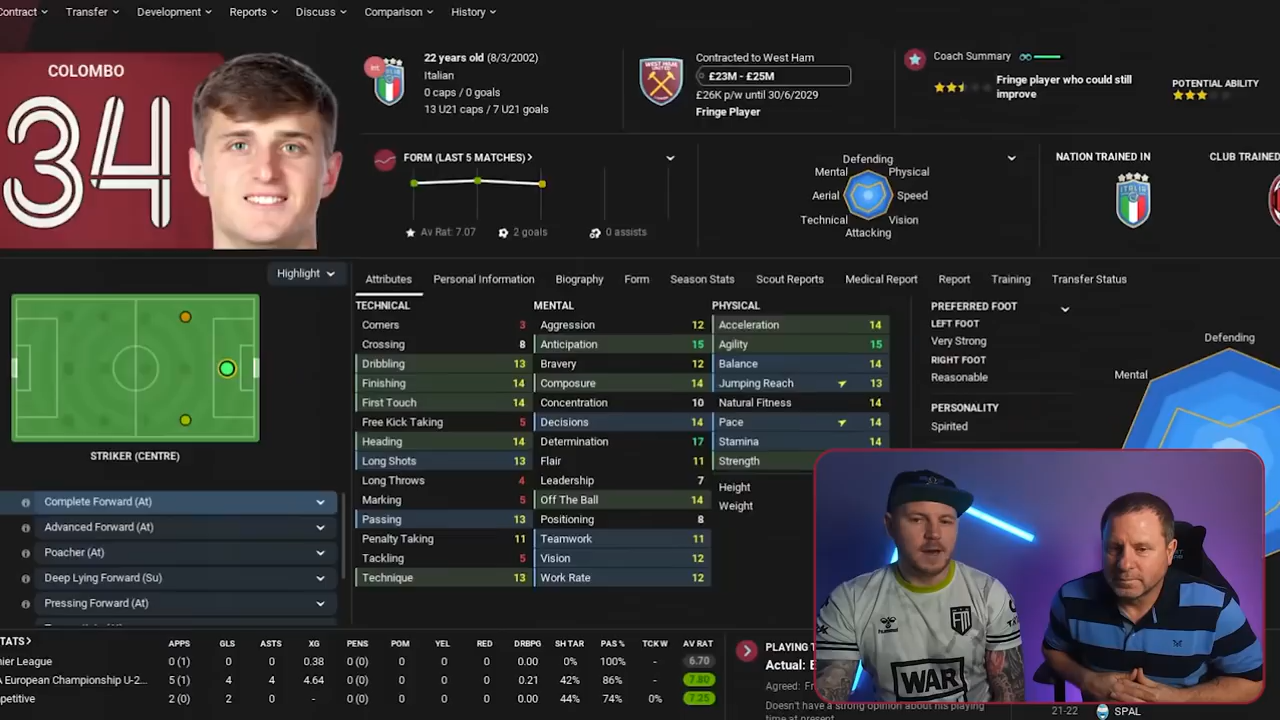 Contract
Transfer
Development
Reports
Discuss
Comparison
History
COLOMBO
34
Int
22 years old (8/3/2002)
Italian
0 caps / 0 goals
13 U21 caps / 7 U21 goals
Contracted to West Ham
£23M - £25M
£26K p/w until 30/6/2029
Fringe Player
Coach Summary
Fringe player who could still
improve
POTENTIAL ABILITY
FORM (LAST 5 MATCHES)
Av Rat: 7.07
2 goals
0 assists
Defending
Mental
Physical
Aerial
Speed
Technical
Vision
Attacking
NATION TRAINED IN
CLUB TRAINED
Highlight
STRIKER (CENTRE)
Complete Forward (At)
Advanced Forward (At)
Poacher (At)
Deep Lying Forward (Su)
Pressing Forward (At)
Attributes
Personal Information
Biography
Form
Season Stats
Scout Reports
Medical Report
Report
Training
Transfer Status
TECHNICAL
Corners 3
Crossing 8
Dribbling 13
Finishing 14
First Touch 14
Free Kick Taking 5
Heading 14
Long Shots 13
Long Throws 4
Marking 5
Passing 13
Penalty Taking 11
Tackling 5
Technique 13
MENTAL
Aggression 12
Anticipation 15
Bravery 12
Composure 14
Concentration 10
Decisions 14
Determination 17
Flair 11
Leadership 7
Off The Ball 14
Positioning 8
Teamwork 11
Vision 12
Work Rate 12
PHYSICAL
Acceleration 14
Agility 15
Balance 14
Jumping Reach 13
Natural Fitness 14
Pace 14
Stamina 14
Strength
Height
Weight
PREFERRED FOOT
LEFT FOOT
Very Strong
RIGHT FOOT
Reasonable
PERSONALITY
Spirited
Defending
Mental
TATS
APPS GLS ASTS XG PENS POM YEL RED DRBPG SH TAR PAS % TCK W AV RAT
nier League 0 (1) 0 0 0.38 0 (0) 0 0 0 0.00 0% 100% - 6.70
A European Championship U-2... 5 (1) 4 4 4.64 0 (0) 0 0 0 0.21 42% 86% - 7.80
petitive 2 (0) 2 0 - 0 (0) 0 0 0 0.00 44% 74% 0% 7.25
PLAYING T
Actual: E
Agreed: Fr
Doesn't have a strong opinion about his playing
time at present
21-22 SPAL
hummel
FM
WAR